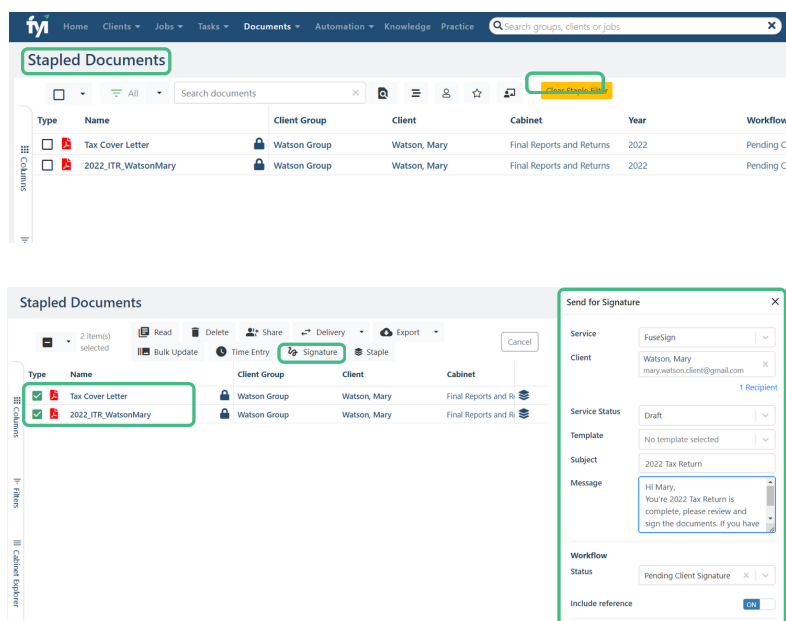 fyi Home Clients Jobs Tasks Documents Automation Knowledge Practice Search groups, clients or jobs
Stapled Documents
All Search documents Clear Staple Filter
Type Name Client Group Client Cabinet Year Workflow
Tax Cover Letter Watson Group Watson, Mary Final Reports and Returns 2022 Pending C
2022_ITR_WatsonMary Watson Group Watson, Mary Final Reports and Returns 2022 Pending C
Columns
Stapled Documents
2 Item(s) selected Read Delete Share Delivery Export Cancel
Bulk Update Time Entry Signature Staple
Type Name Client Group Client Cabinet
Tax Cover Letter Watson Group Watson, Mary Final Reports and Re
2022_ITR_WatsonMary Watson Group Watson, Mary Final Reports and Re
Columns
Filters
Cabinet Explorer
Send for Signature
Service FuseSign
Client Watson, Mary
mary.watson.client@gmail.com
1 Recipient
Service Status Draft
Template No template selected
Subject 2022 Tax Return
Message Hi Mary,
You're 2022 Tax Return is
complete, please review and
sign the documents. If you have
Workflow
Status Pending Client Signature
Include reference ON